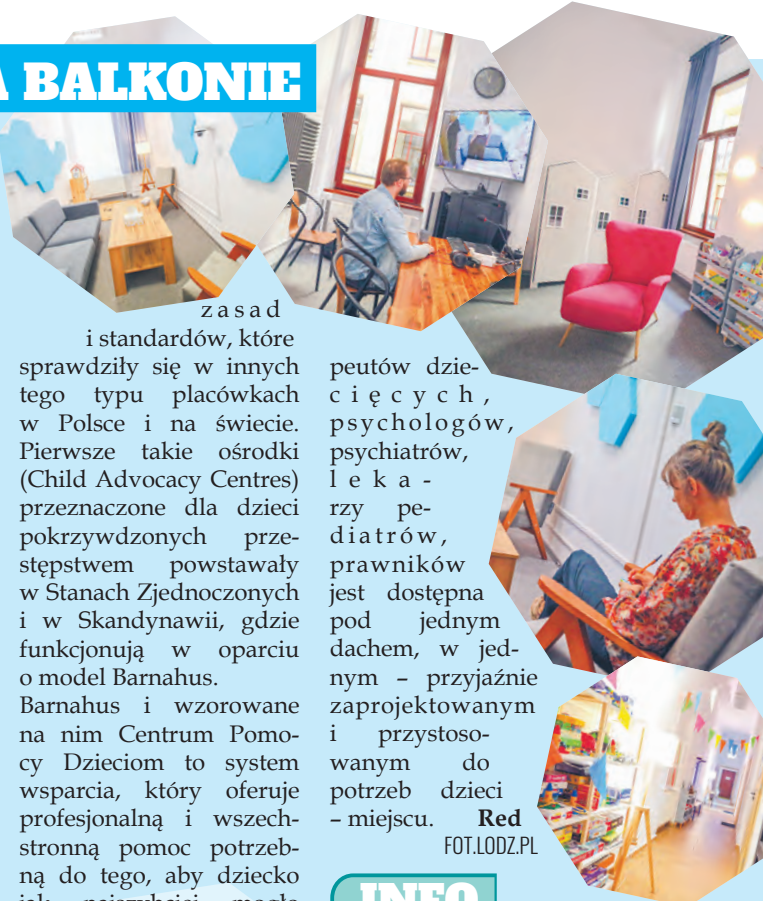 A BALKONIE
zasad
i standardów, które
sprawdziły się w innych
tego typu placówkach
w Polsce i na świecie.
Pierwsze takie ośrodki
(Child Advocacy Centres)
przeznaczone dla dzieci
pokrzywdzonych prze-
stępstwem powstawały
w Stanach Zjednoczonych
i w Skandynawii, gdzie
funkcjonują w oparciu
o model Barnahus.
Barnahus i wzorowane
na nim Centrum Pomo-
cy Dzieciom to system
wsparcia, który oferuje
profesjonalną i wszech-
stronną pomoc potrzeb-
ną do tego, aby dziecko
jak najszybciej mogło
peutów dzie-
cięcych,
psychologów,
psychiatrów,
leka-
rzy pe-
diatrów,
prawników
jest dostępna
pod jednym
dachem, w jed-
nym – przyjaźnie
zaprojektowanym
i przystoso-
wanym do
potrzeb dzieci
– miejscu. Red
FOT.LODZ.PL
INFO